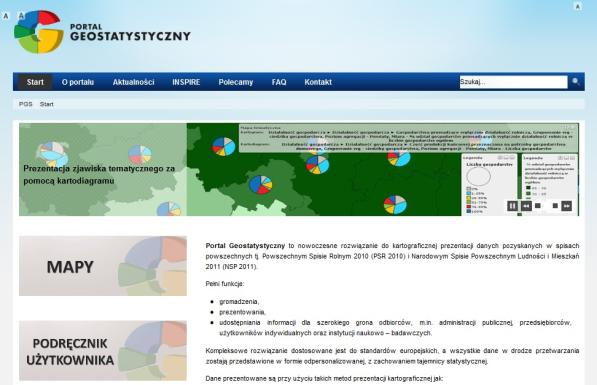 A A A
PORTAL
GEOSTATYSTYCZNY
Start O portalu Aktualności INSPIRE Polecamy FAQ Kontakt Szukaj...
PGS Start
Prezentacja zjawiska tematycznego za
pomocą kartodiagramu
Legenda
Legenda
MAPY
PODRĘCZNIK
UŻYTKOWNIKA
Portal Geostatystyczny to nowoczesne rozwiązanie do kartograficznej prezentacji danych pozyskanych w spisach
powszechnych tj. Powszechnym Spisie Rolnym 2010 (PSR 2010) i Narodowym Spisie Powszechnym Ludności i Mieszkań
2011 (NSP 2011).
Pełni funkcje:
gromadzenia,
prezentowania,
udostępniania informacji dla szerokiego grona odbiorców, m.in. administracji publicznej, przedsiębiorców,
użytkowników indywidualnych oraz instytucji naukowo – badawczych.
Kompleksowe rozwiązanie dostosowane jest do standardów europejskich, a wszystkie dane w drodze przetwarzania
zostają przedstawione w formie odpersonalizowanej, z zachowaniem tajemnicy statystycznej.
Dane prezentowane są przy użyciu takich metod prezentacji kartograficznej jak: